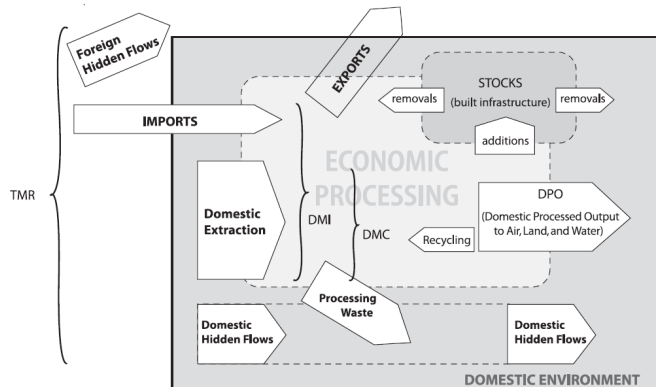 Foreign
Hidden Flows
EXPORTS
STOCKS
(built infrastructure)
removals
removals
additions
IMPORTS
ECONOMIC
PROCESSING
TMR
Domestic
Extraction
DMI
DMC
DPO
(Domestic Processed Output
to Air, Land, and Water)
Recycling
Processing
Waste
Domestic
Hidden Flows
Domestic
Hidden Flows
DOMESTIC ENVIRONMENT